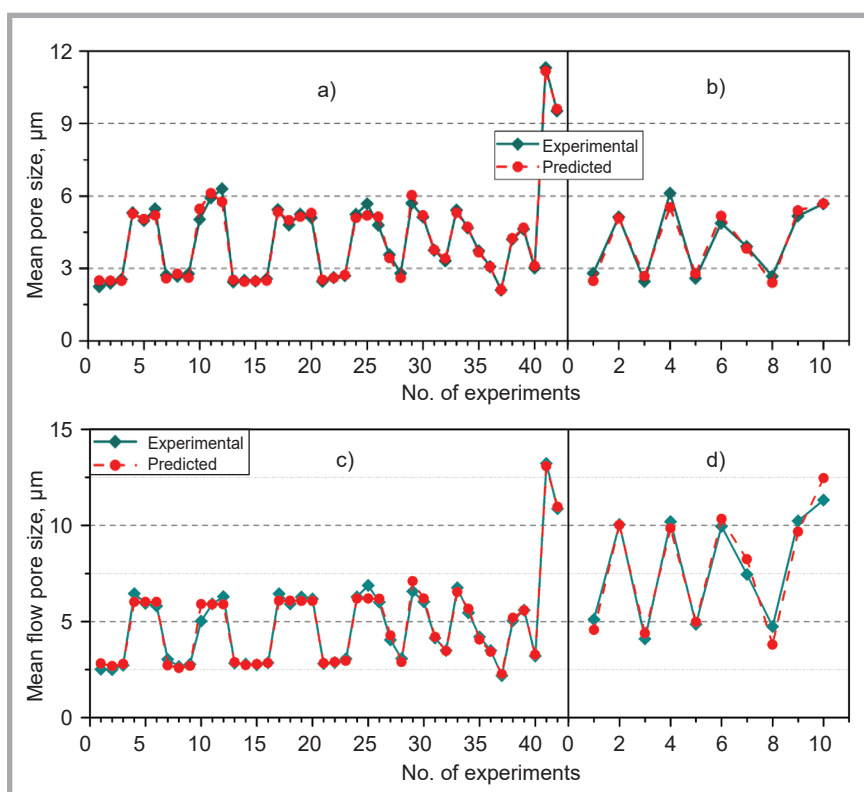 12
9
6
3
0
Mean pore size, µm
a)
b)
Experimental
Predicted
0 5 10 15 20 25 30 35 40 0 2 4 6 8 10
No. of experiments
15
10
5
0
Mean flow pore size, µm
Experimental
Predicted
c)
d)
0 5 10 15 20 25 30 35 40 0 2 4 6 8 10
No. of experiments